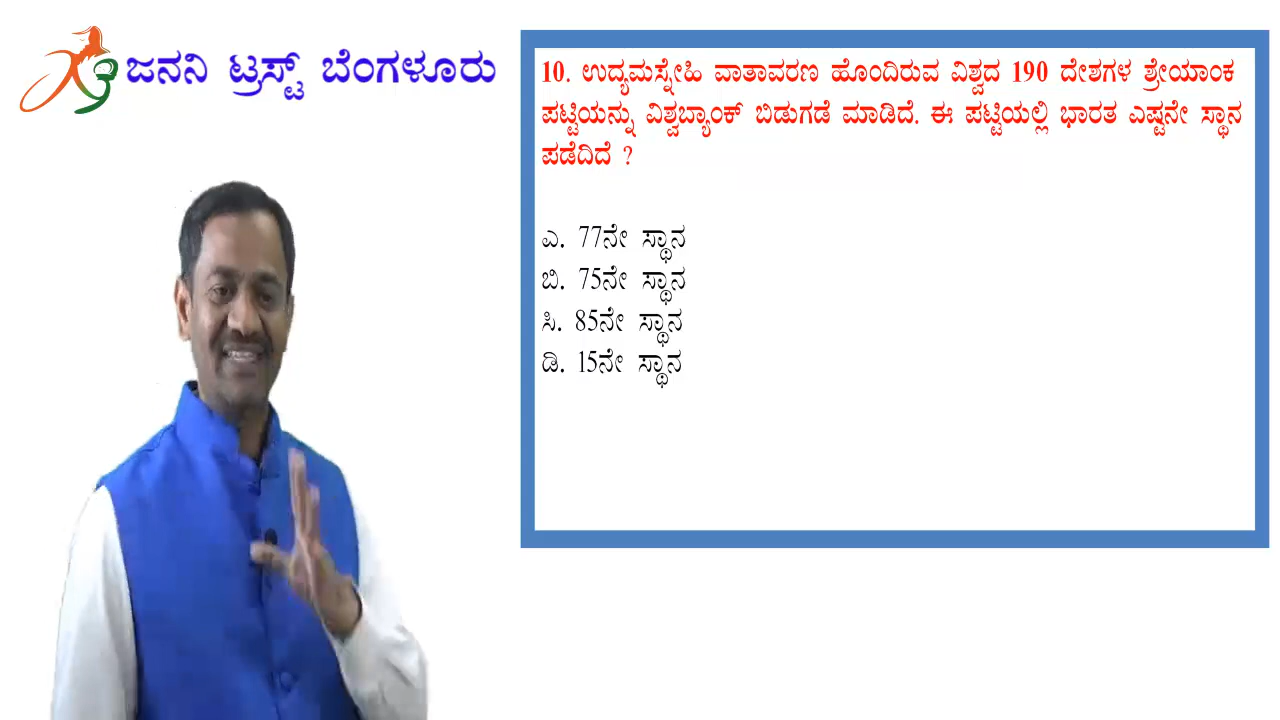 ಜನನಿ ಟ್ರಸ್ಟ್ ಬೆಂಗಳೂರು
10. ಉದ್ಯಮಸ್ನೇಹಿ ವಾತಾವರಣ ಹೊಂದಿರುವ ವಿಶ್ವದ 190 ದೇಶಗಳ ಶ್ರೇಯಾಂಕ
ಪಟ್ಟಿಯನ್ನು ವಿಶ್ವಬ್ಯಾಂಕ್ ಬಿಡುಗಡೆ ಮಾಡಿದೆ. ಈ ಪಟ್ಟಿಯಲ್ಲಿ ಭಾರತ ಎಷ್ಟನೇ ಸ್ಥಾನ
ಪಡೆದಿದೆ ?
ಎ. 77ನೇ ಸ್ಥಾನ
ಬಿ. 75ನೇ ಸ್ಥಾನ
ಸಿ. 85ನೇ ಸ್ಥಾನ
ಡಿ. 15ನೇ ಸ್ಥಾನ